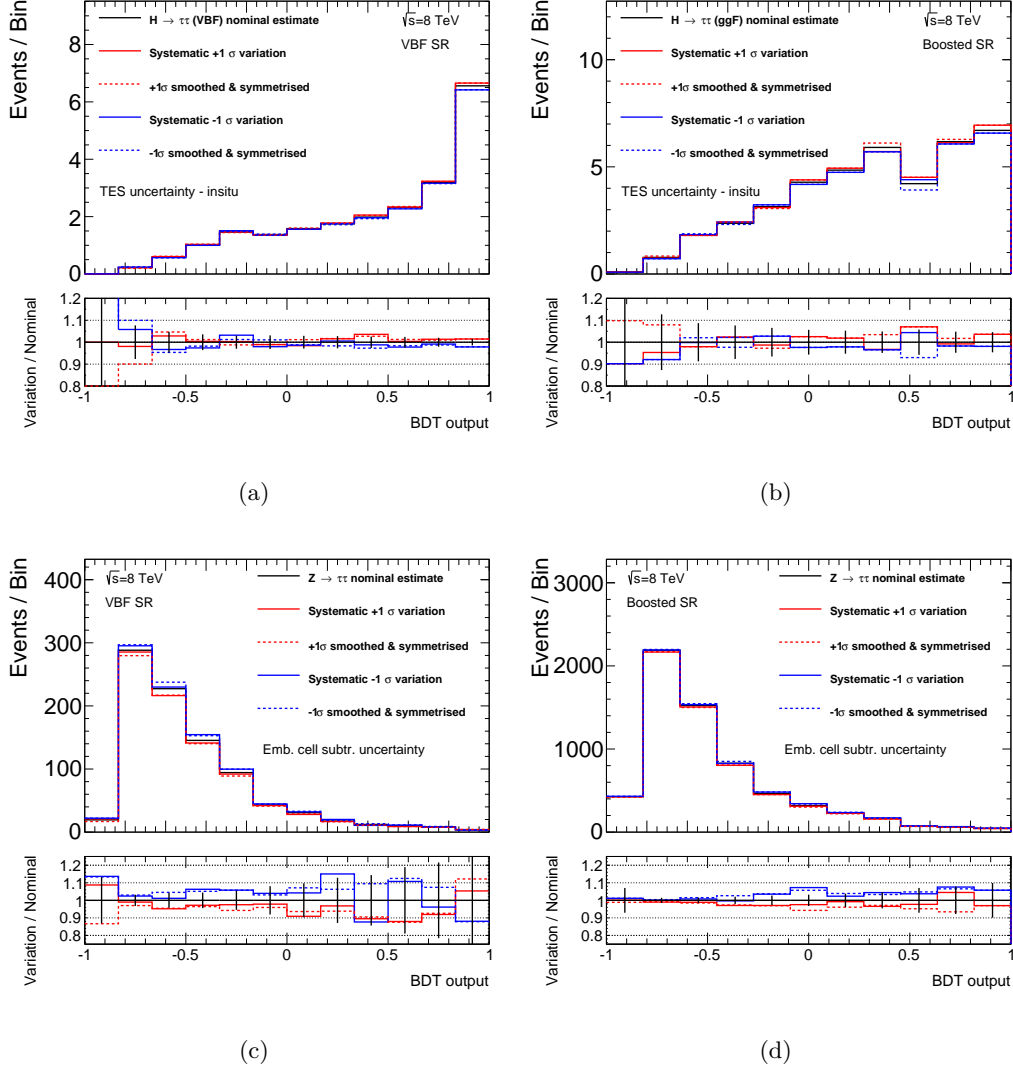 H → ττ (VBF) nominal estimate
Systematic +1 σ variation
+1σ smoothed & symmetrised
Systematic -1 σ variation
-1σ smoothed & symmetrised
√s=8 TeV
VBF SR
TES uncertainty - insitu
Events / Bin
8
6
4
2
0
Variation / Nominal
1.2
1.1
1
0.9
0.8
-1 -0.5 0 0.5 1
BDT output
(a)
H → ττ (ggF) nominal estimate
Systematic +1 σ variation
+1σ smoothed & symmetrised
Systematic -1 σ variation
-1σ smoothed & symmetrised
√s=8 TeV
Boosted SR
TES uncertainty - insitu
Events / Bin
12
10
5
0
Variation / Nominal
1.2
1.1
1
0.9
0.8
-1 -0.5 0 0.5 1
BDT output
(b)
√s=8 TeV
VBF SR
Z → ττ nominal estimate
Systematic +1 σ variation
+1σ smoothed & symmetrised
Systematic -1 σ variation
-1σ smoothed & symmetrised
Emb. cell subtr. uncertainty
Events / Bin
400
300
200
100
0
Variation / Nominal
1.2
1.1
1
0.9
0.8
-1 -0.5 0 0.5 1
BDT output
(c)
√s=8 TeV
Boosted SR
Z → ττ nominal estimate
Systematic +1 σ variation
+1σ smoothed & symmetrised
Systematic -1 σ variation
-1σ smoothed & symmetrised
Emb. cell subtr. uncertainty
Events / Bin
3200
3000
2000
1000
0
Variation / Nominal
1.2
1.1
1
0.9
0.8
-1 -0.5 0 0.5 1
BDT output
(d)